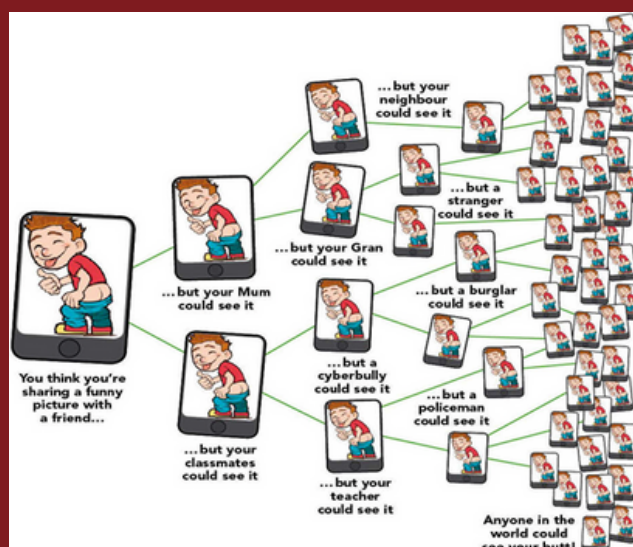 ...but your
neighbour
could see it
...but a
stranger
could see it
...but your Gran
could see it
...but your Mum
could see it
...but a burglar
could see it
You think you're
sharing a funny
picture with
a friend...
...but a
cyberbully
could see it
...but a
policeman
could see it
...but your
classmates
could see it
...but your
teacher
could see it
Anyone in the
world could
see your butt!